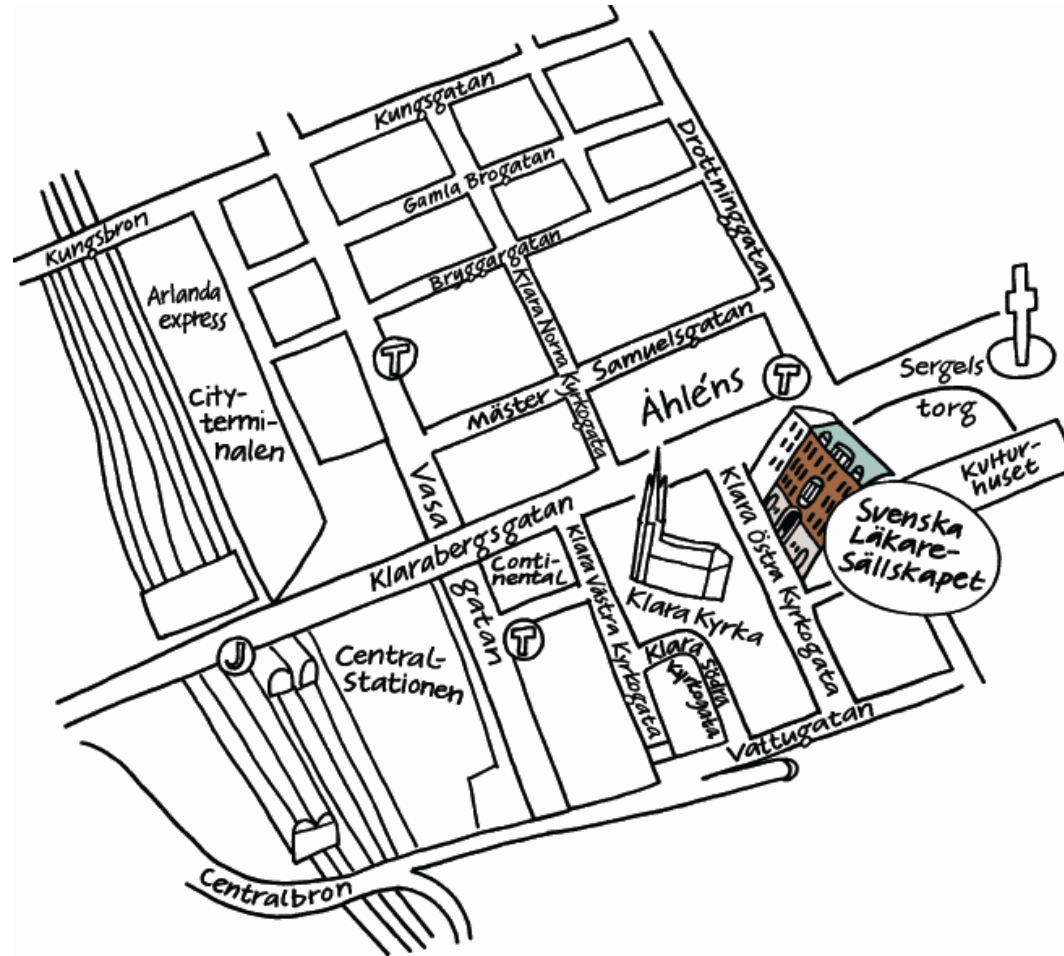 Kungsgatan
Drottninggatan
Gamla Brogatan
Kungsbron
Bryggargatan
Arlanda
express
Klara Norra Kyrkogata
Samuelsgatan
T
Mäster
Åhléns
T
Sergels
torg
City-
termi-
nalen
Kultur-
huset
Vasa
gatan
Klarabergsgatan
Klara Östra Kyrkogata
Svenska
Läkare-
Sällskapet
Conti-
nental
Klara Västra Kyrkogata
Klara Kyrka
T
J
Central-
Stationen
Klara Södra
Kyrkogata
Vattugatan
Centralbron